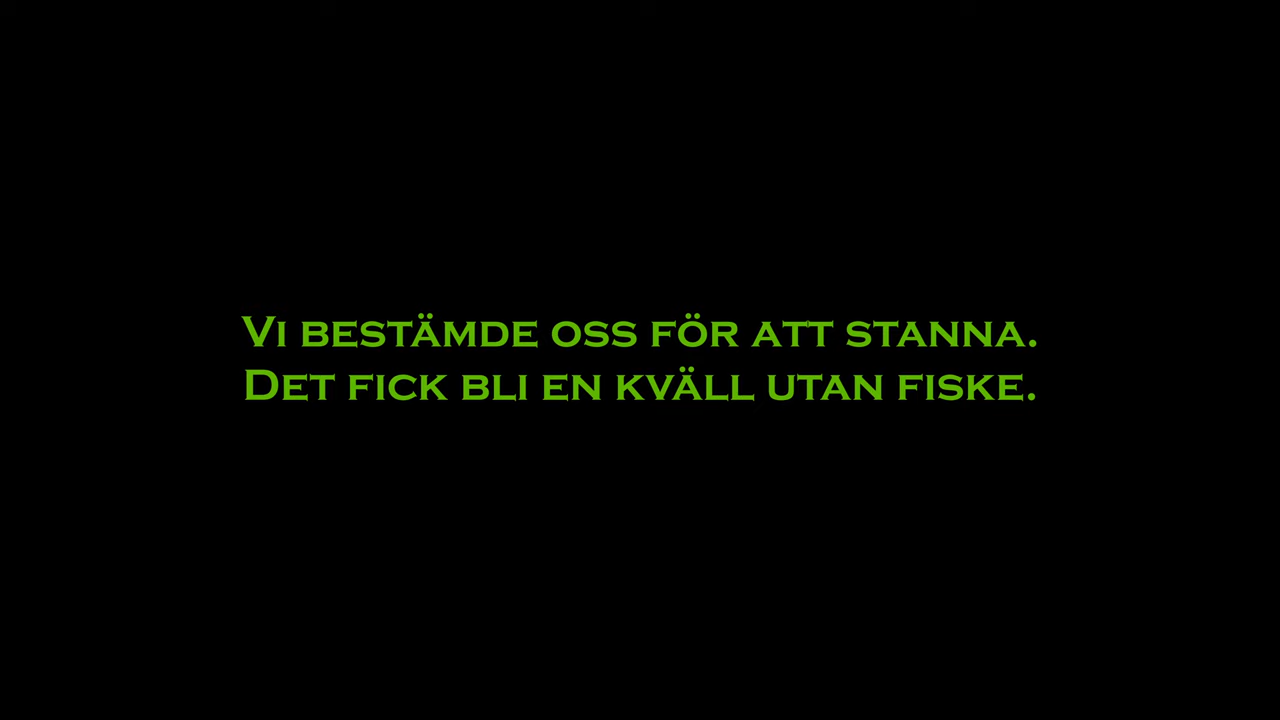 Vi bestämde oss för att stanna.
Det fick bli en kväll utan fiske.